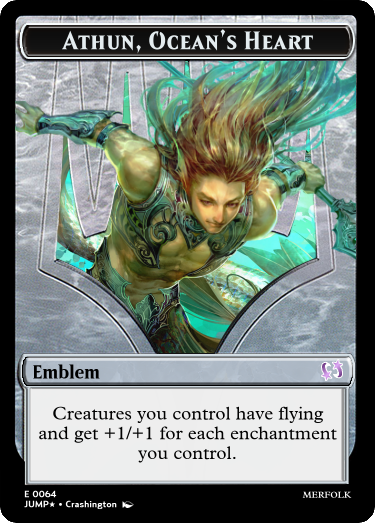 Athun, Ocean's Heart
Emblem
Creatures you control have flying
and get +1/+1 for each enchantment
you control.
E 0064
MERFOLK
JUMP★ • Crashington